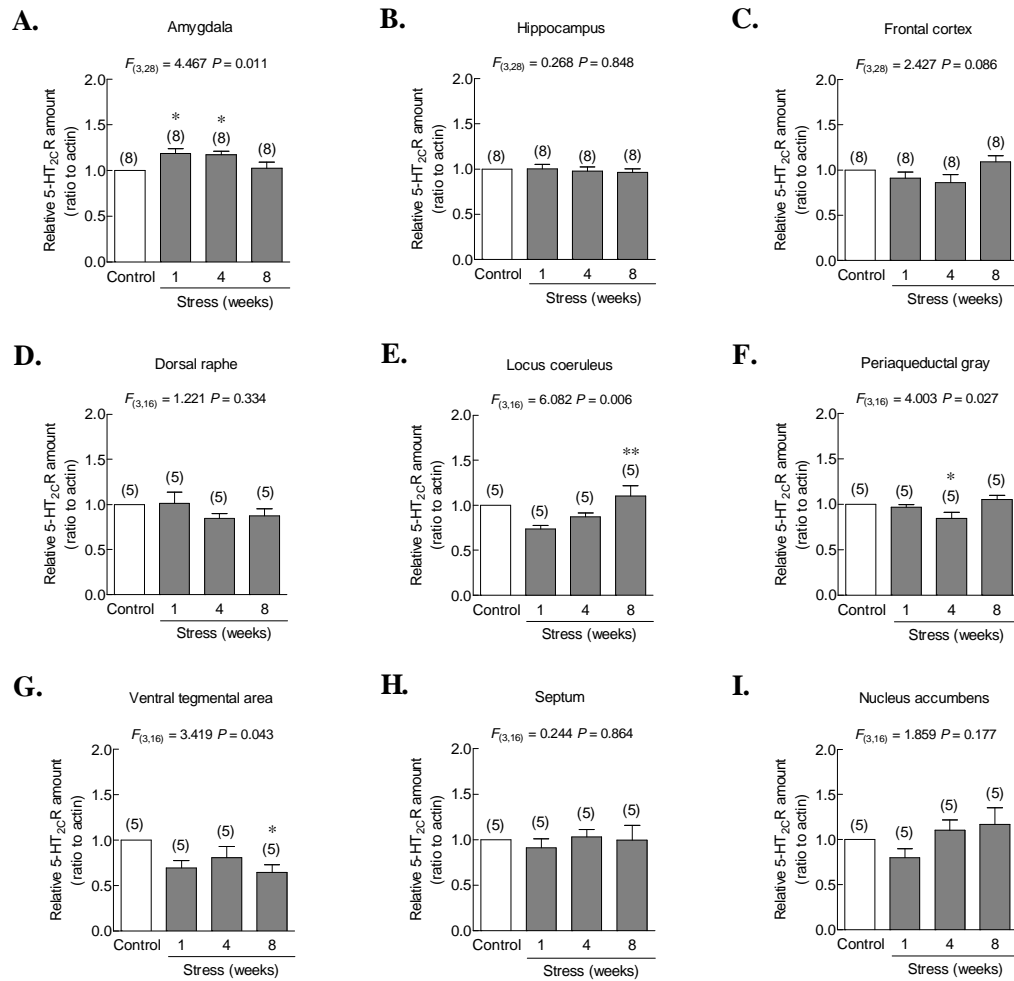 A.
Amygdala
F(3,28) = 4.467 P = 0.011
Relative 5-HT2CR amount
(ratio to actin)
2.0
1.5
1.0
0.5
0.0
(8)
*
(8)
*
(8)
(8)
Control 1 4 8
Stress (weeks)
B.
Hippocampus
F(3,28) = 0.268 P = 0.848
Relative 5-HT2CR amount
(ratio to actin)
2.0
1.5
1.0
0.5
0.0
(8) (8) (8) (8)
Control 1 4 8
Stress (weeks)
C.
Frontal cortex
F(3,28) = 2.427 P = 0.086
Relative 5-HT2CR amount
(ratio to actin)
2.0
1.5
1.0
0.5
0.0
(8) (8) (8) (8)
Control 1 4 8
Stress (weeks)
D.
Dorsal raphe
F(3,16) = 1.221 P = 0.334
Relative 5-HT2CR amount
(ratio to actin)
2.0
1.5
1.0
0.5
0.0
(5) (5) (5) (5)
Control 1 4 8
Stress (weeks)
E.
Locus coeruleus
F(3,16) = 6.082 P = 0.006
Relative 5-HT2CR amount
(ratio to actin)
2.0
1.5
1.0
0.5
0.0
(5) (5) (5)
**
(5)
Control 1 4 8
Stress (weeks)
F.
Periaqueductal gray
F(3,16) = 4.003 P = 0.027
Relative 5-HT2CR amount
(ratio to actin)
2.0
1.5
1.0
0.5
0.0
(5) (5)
*
(5)
(5)
Control 1 4 8
Stress (weeks)
G.
Ventral tegmental area
F(3,16) = 3.419 P = 0.043
Relative 5-HT2CR amount
(ratio to actin)
2.0
1.5
1.0
0.5
0.0
(5) (5) (5)
*
(5)
Control 1 4 8
Stress (weeks)
H.
Septum
F(3,16) = 0.244 P = 0.864
Relative 5-HT2CR amount
(ratio to actin)
2.0
1.5
1.0
0.5
0.0
(5) (5) (5) (5)
Control 1 4 8
Stress (weeks)
I.
Nucleus accumbens
F(3,16) = 1.859 P = 0.177
Relative 5-HT2CR amount
(ratio to actin)
2.0
1.5
1.0
0.5
0.0
(5) (5) (5) (5)
Control 1 4 8
Stress (weeks)